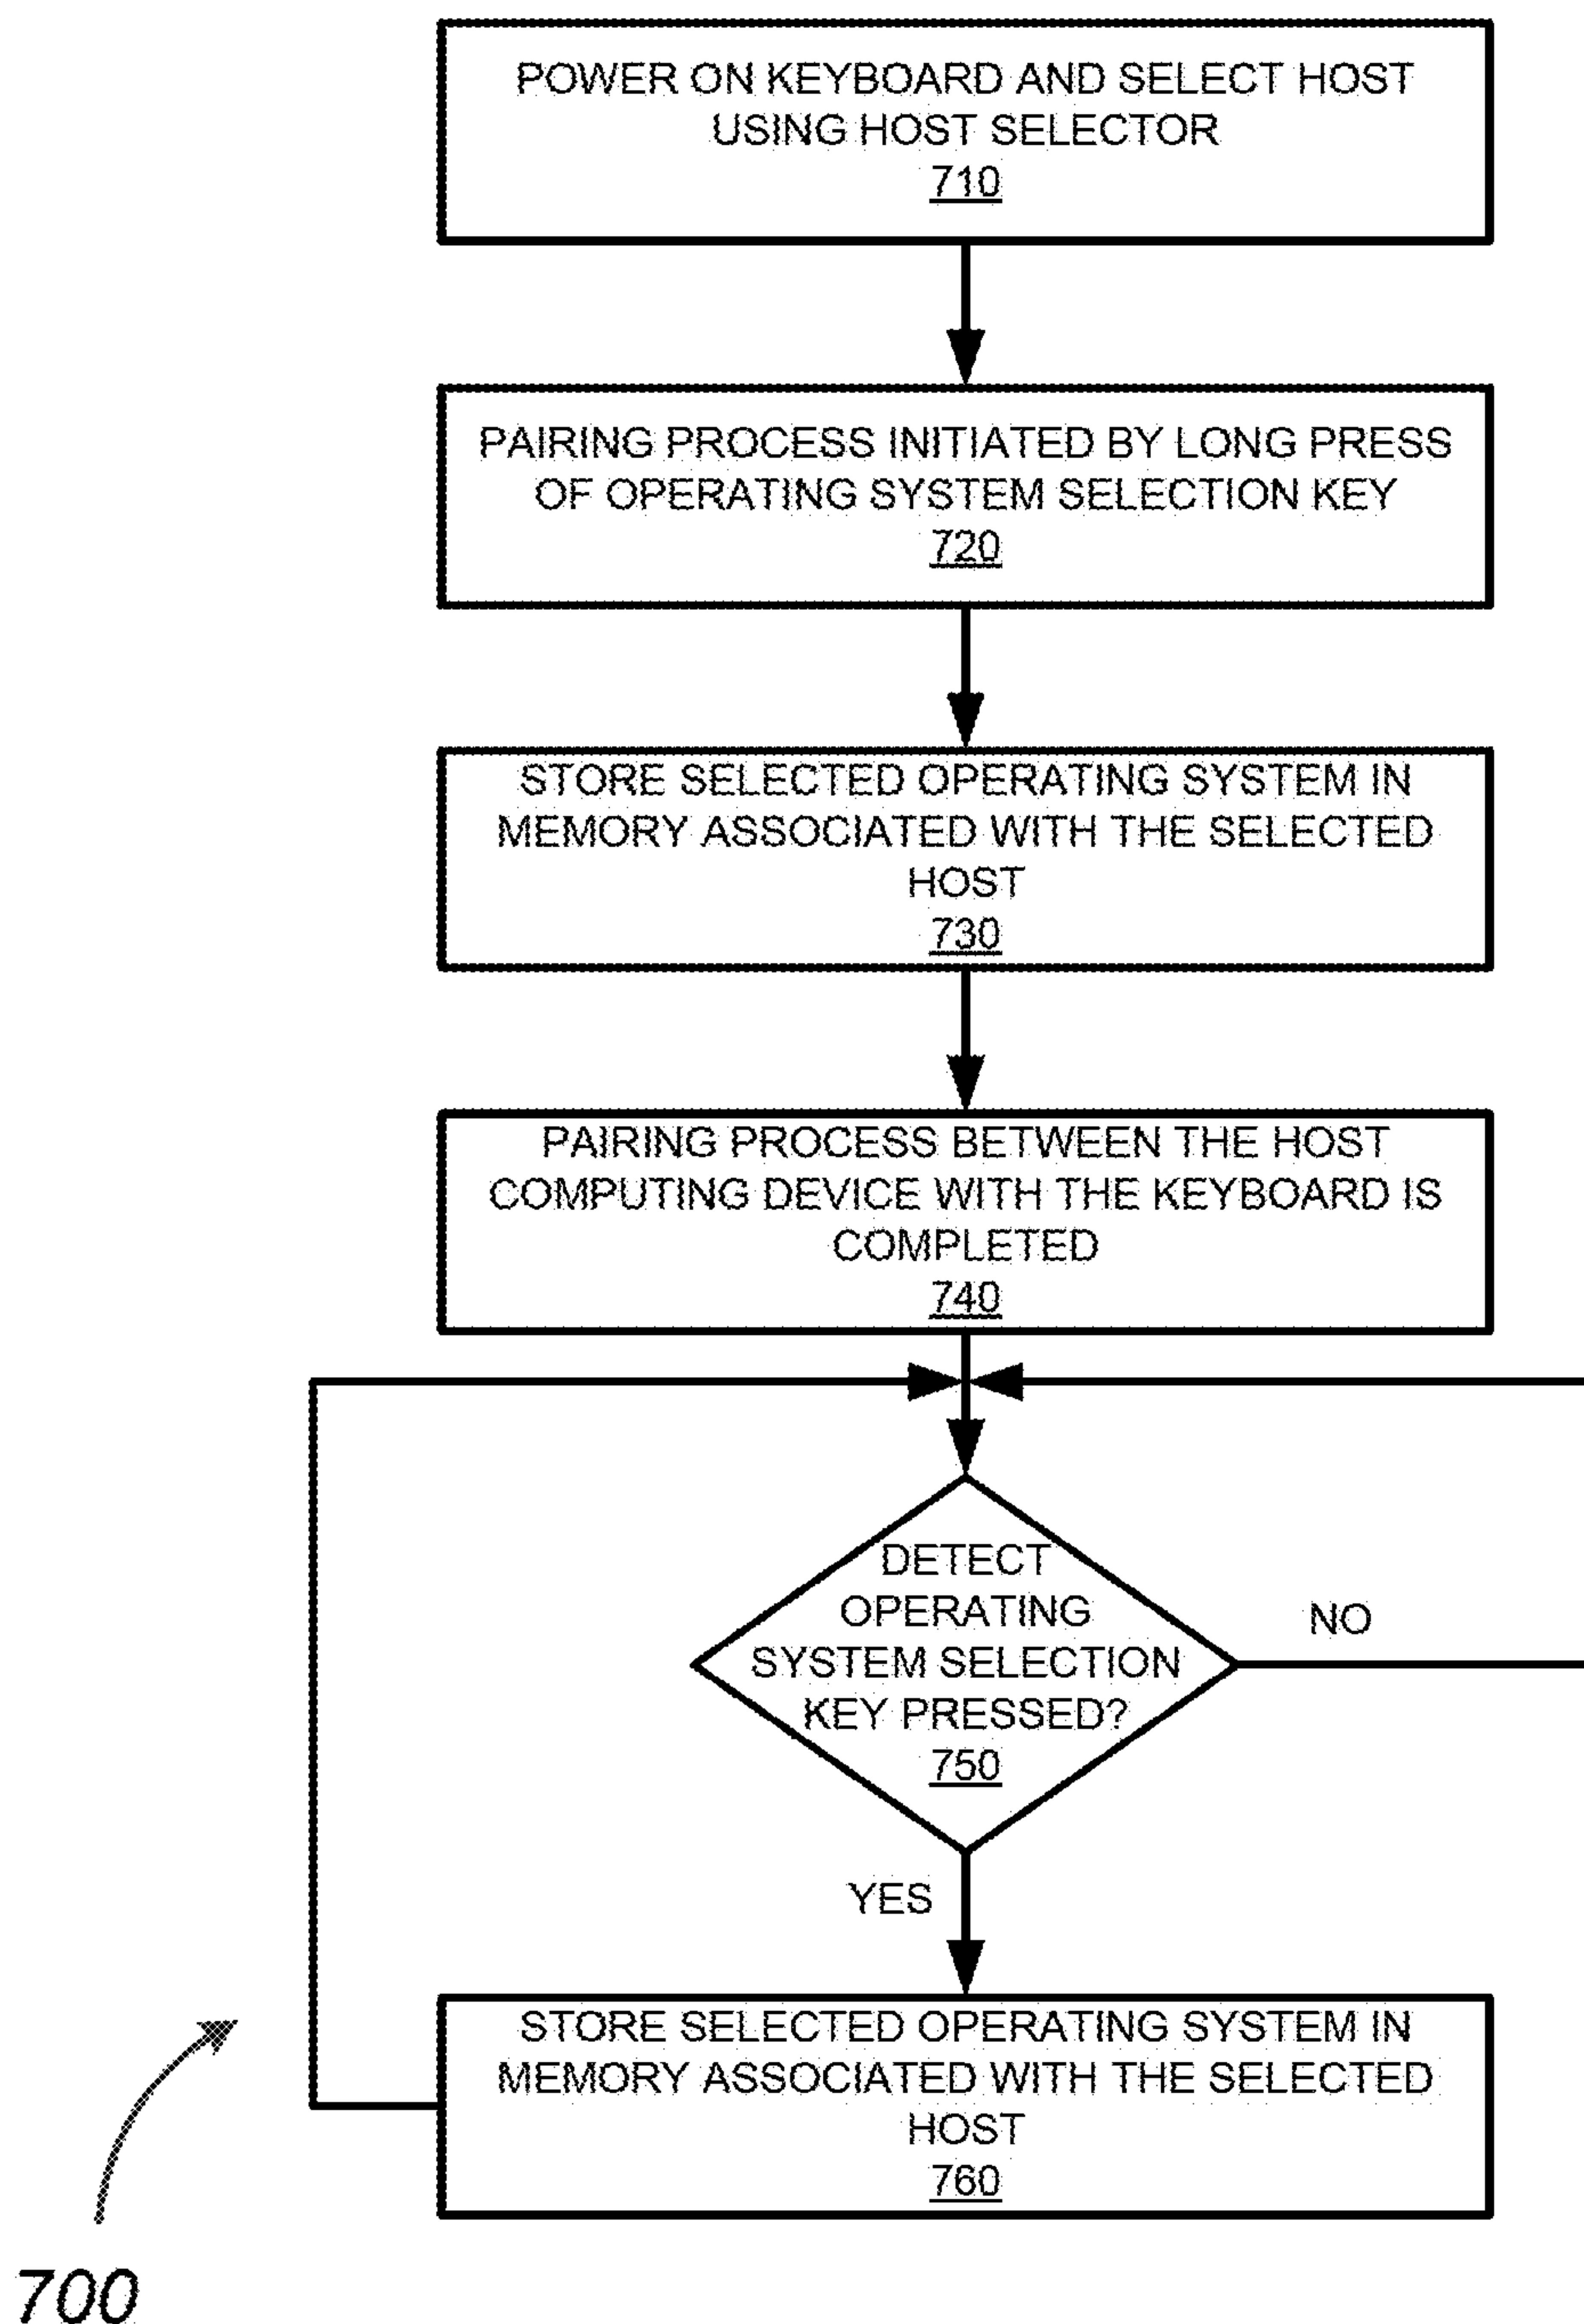 POWER ON KEYBOARD AND SELECT HOST
USING HOST SELECTOR
710
PAIRING PROCESS INITIATED BY LONG PRESS
OF OPERATING SYSTEM SELECTION KEY
720
STORE SELECTED OPERATING SYSTEM IN
MEMORY ASSOCIATED WITH THE SELECTED
HOST
730
PAIRING PROCESS BETWEEN THE HOST
COMPUTING DEVICE WITH THE KEYBOARD IS
COMPLETED
740
DETECT
OPERATING
SYSTEM SELECTION
KEY PRESSED?
750
NO
YES
STORE SELECTED OPERATING SYSTEM IN
MEMORY ASSOCIATED WITH THE SELECTED
HOST
760
700